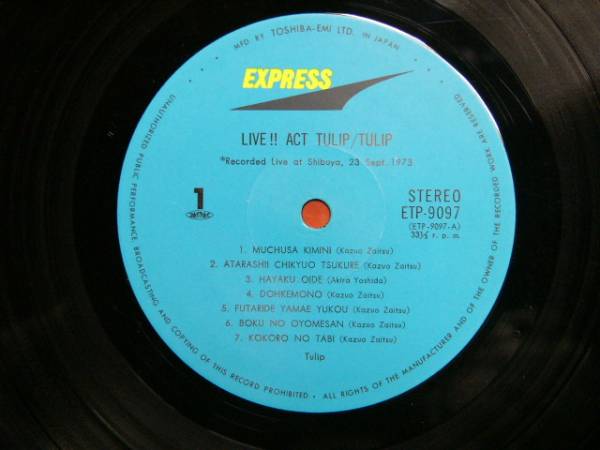 MFD. BY TOSHIBA-EMI LTD. IN JAPAN
EXPRESS
LIVE!! ACT TULIP/TULIP
*Recorded Live at Shibuya, 23 Sept. 1973
1
STEREO
ETP-9097
(ETP-9097-A)
33⅓ r. p. m.
1. MUCHUSA KIMINI (Kazuo Zaitsu)
2. ATARASHII CHIKYUO TSUKURE (Kazuo Zaitsu)
3. HAYAKU OIDE (Akira Yoshida)
4. DOHKEMONO (Kazuo Zaitsu)
5. FUTARIDE YAMAE YUKOU (Kazuo Zaitsu)
6. BOKU NO OYOMESAN (Kazuo Zaitsu)
7. KOKORO NO TABI (Kazuo Zaitsu)
Tulip
UNAUTHORIZED PUBLIC PERFORMANCE, BROADCASTING AND COPYING OF THIS RECORD PROHIBITED • ALL RIGHTS OF THE MANUFACTURER AND OF THE OWNER OF THE RECORDED WORK ARE RESERVED •